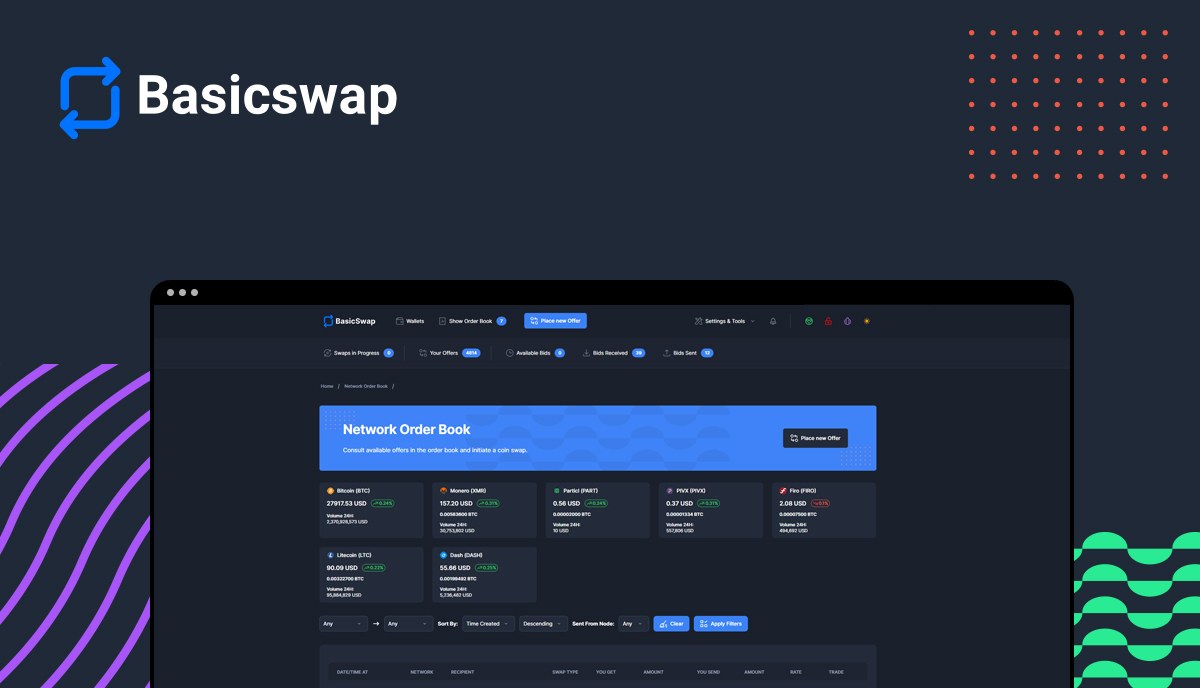 Basicswap
BasicSwap Wallets Show Order Book 7 Place new Offer Settings & Tools
Swaps in Progress 0 Your Offers 4814 Available Bids 0 Bids Received 39 Bids Sent 12
Home / Network Order Book /
Network Order Book
Consult available offers in the order book and initiate a coin swap.
Place new Offer
Bitcoin (BTC) Monero (XMR) Particl (PART) PIVX (PIVX) Firo (FIRO)
27917.53 USD 0.24% 157.20 USD 0.31% 0.56 USD 0.24% 0.37 USD 0.31% 2.08 USD 0.1%
0.00563600 BTC 0.00002000 BTC 0.00001334 BTC 0.00007500 BTC
Volume 24H: Volume 24H: Volume 24H: Volume 24H: Volume 24H:
2,370,928,573 USD 30,753,802 USD 10 USD 557,806 USD 494,892 USD
Litecoin (LTC) Dash (DASH)
90.09 USD 0.22% 55.66 USD 0.25%
0.00322700 BTC 0.00199492 BTC
Volume 24H: Volume 24H:
95,884,829 USD 5,236,482 USD
Any → Any Sort By: Time Created Descending Sent From Node: Any Clear Apply Filters
DATE/TIME AT NETWORK RECIPIENT SWAP TYPE YOU GET AMOUNT YOU SEND AMOUNT RATE TRADE